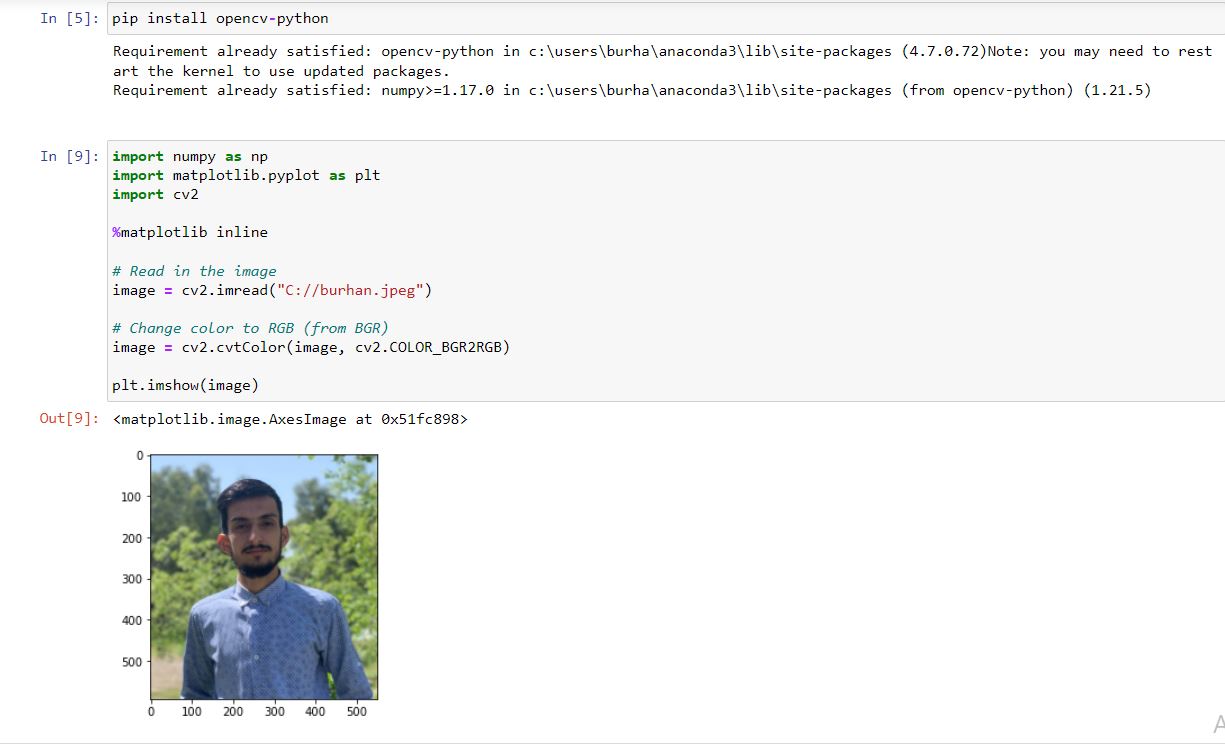 In [5]: pip install opencv-python
Requirement already satisfied: opencv-python in c:\users\burha\anaconda3\lib\site-packages (4.7.0.72)Note: you may need to rest
art the kernel to use updated packages.
Requirement already satisfied: numpy>=1.17.0 in c:\users\burha\anaconda3\lib\site-packages (from opencv-python) (1.21.5)
In [9]: import numpy as np
import matplotlib.pyplot as plt
import cv2
%matplotlib inline
# Read in the image
image = cv2.imread("C://burhan.jpeg")
# Change color to RGB (from BGR)
image = cv2.cvtColor(image, cv2.COLOR_BGR2RGB)
plt.imshow(image)
Out[9]: <matplotlib.image.AxesImage at 0x51fc898>
0
100
200
300
400
500
0 100 200 300 400 500
A